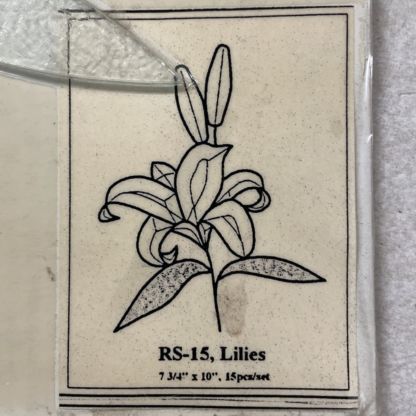 RS-15, Lilies
7 3/4" x 10", 15pcs/set